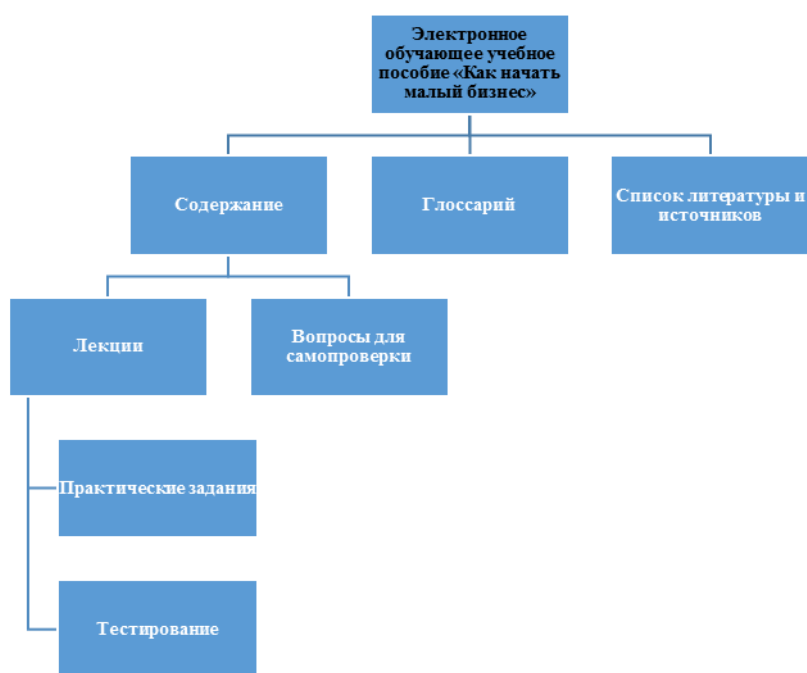 Электронное
обучающее учебное
пособие «Как начать
малый бизнес»
Содержание
Глоссарий
Список литературы и
источников
Лекции
Вопросы для
самопроверки
Практические задания
Тестирование